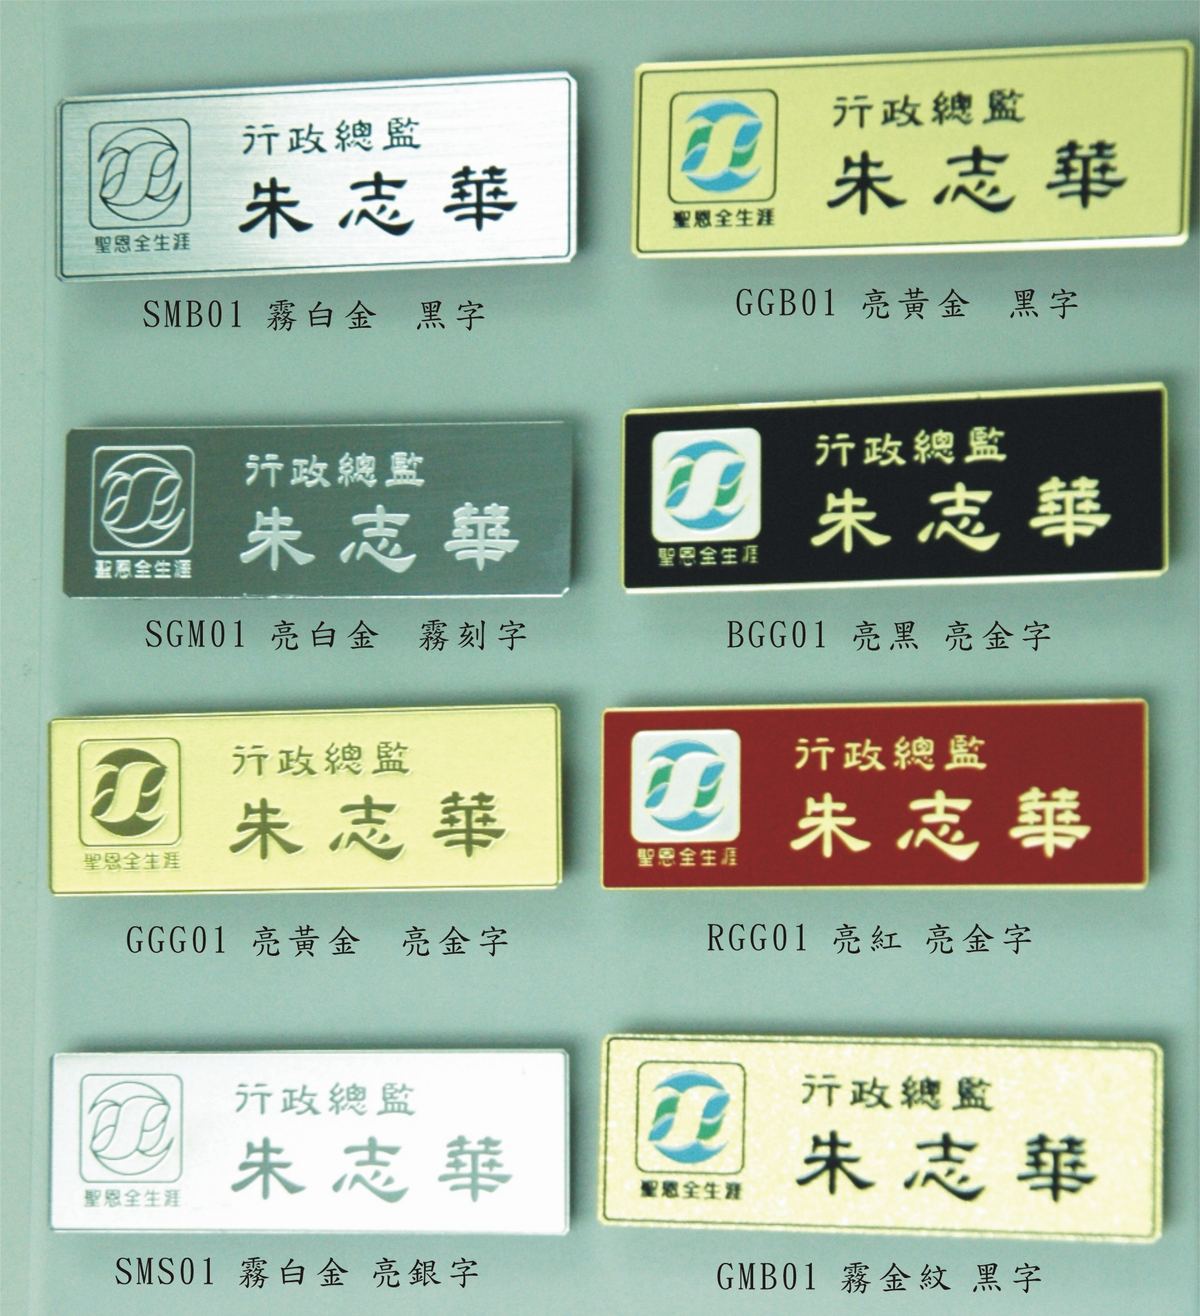 行政總監
朱志華
聖恩全生涯
SMB01 霧白金 黑字
行政總監
朱志華
聖恩全生涯
GGB01 亮黃金 黑字
行政總監
朱志華
聖恩全生涯
SGM01 亮白金 霧刻字
行政總監
朱志華
聖恩全生涯
BGG01 亮黑 亮金字
行政總監
朱志華
聖恩全生涯
GGG01 亮黃金 亮金字
行政總監
朱志華
聖恩全生涯
RGG01 亮紅 亮金字
行政總監
朱志華
聖恩全生涯
SMS01 霧白金 亮銀字
行政總監
朱志華
聖恩全生涯
GMB01 霧金紋 黑字